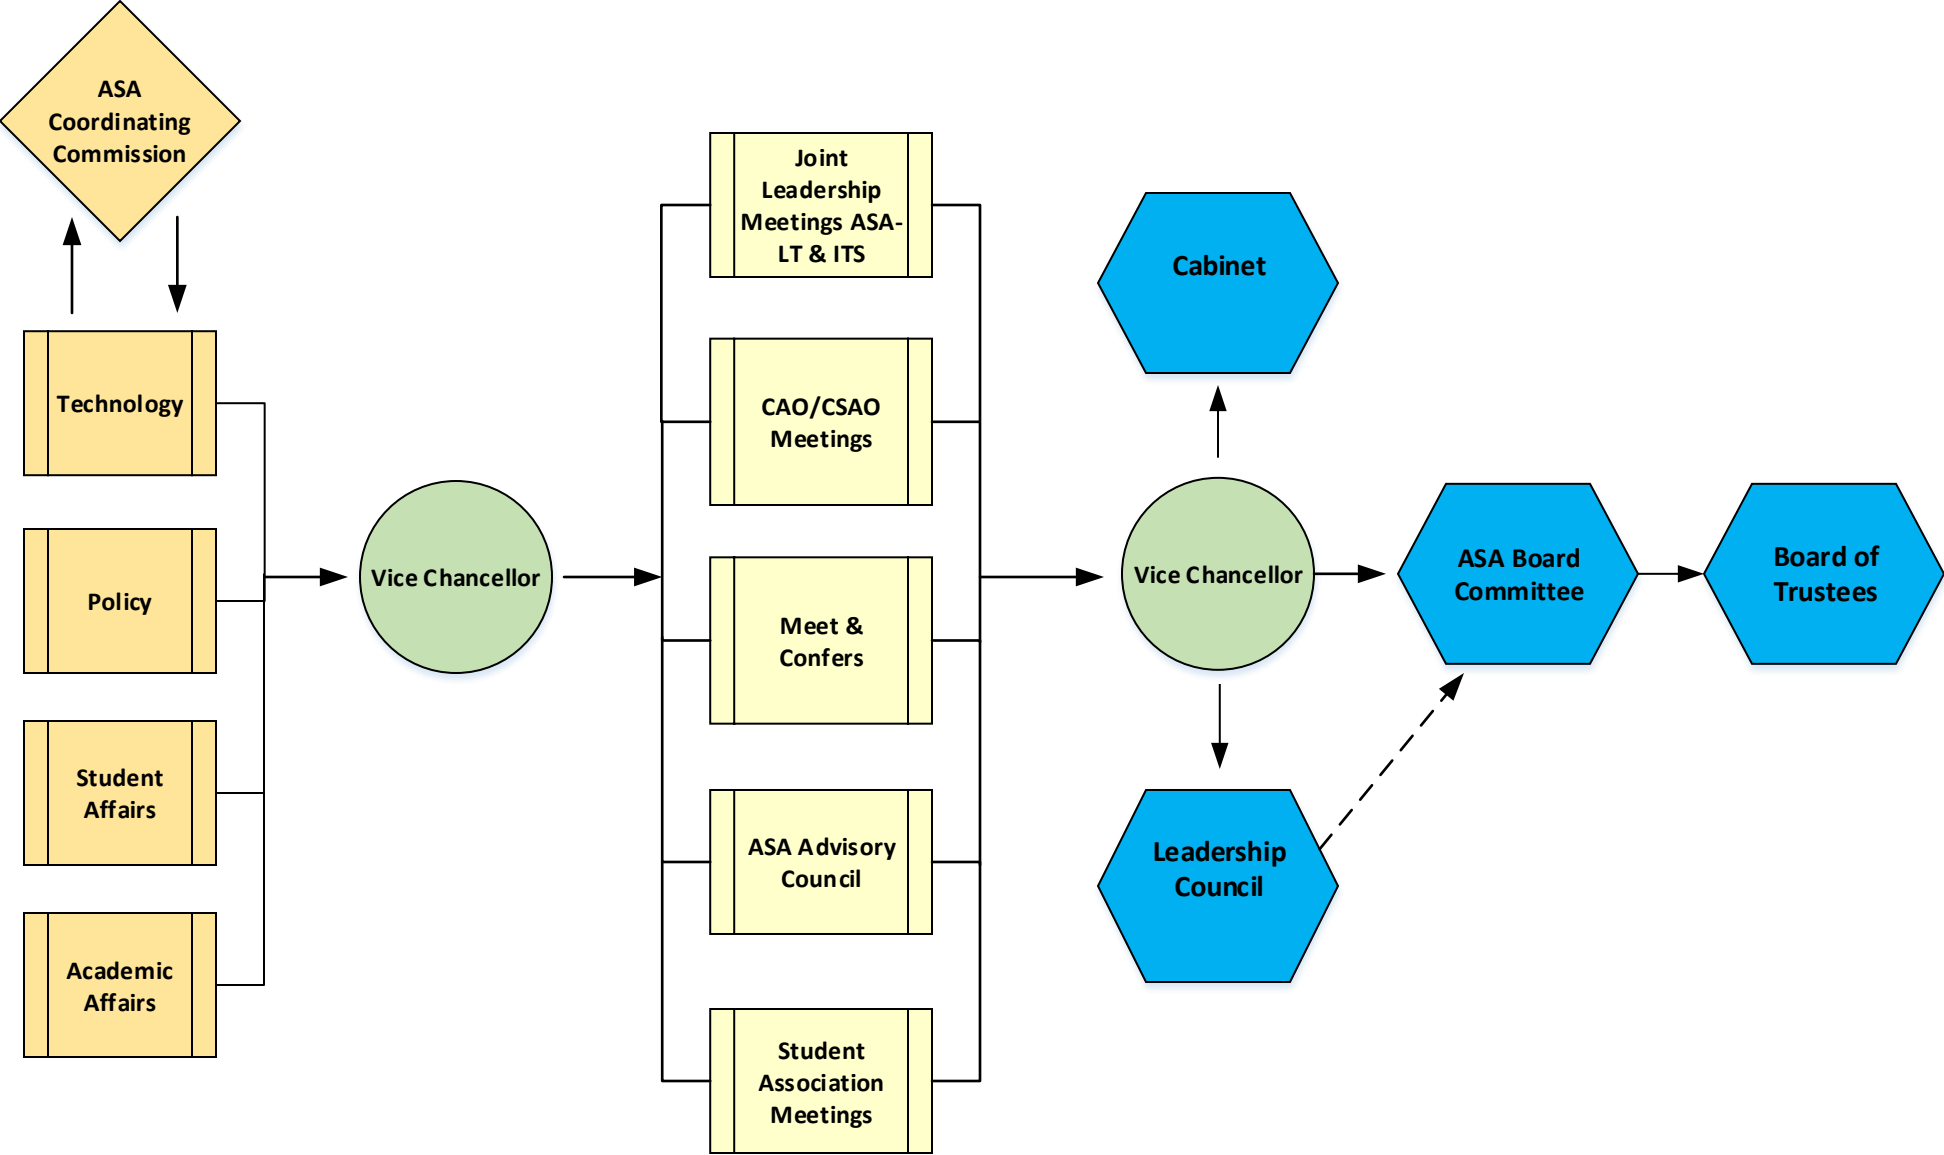 ASA
Coordinating
Commission
Technology
Policy
Student
Affairs
Academic
Affairs
Vice Chancellor
Joint
Leadership
Meetings ASA-
LT & ITS
CAO/CSAO
Meetings
Meet &
Confers
ASA Advisory
Council
Student
Association
Meetings
Cabinet
Vice Chancellor
Leadership
Council
ASA Board
Committee
Board of
Trustees